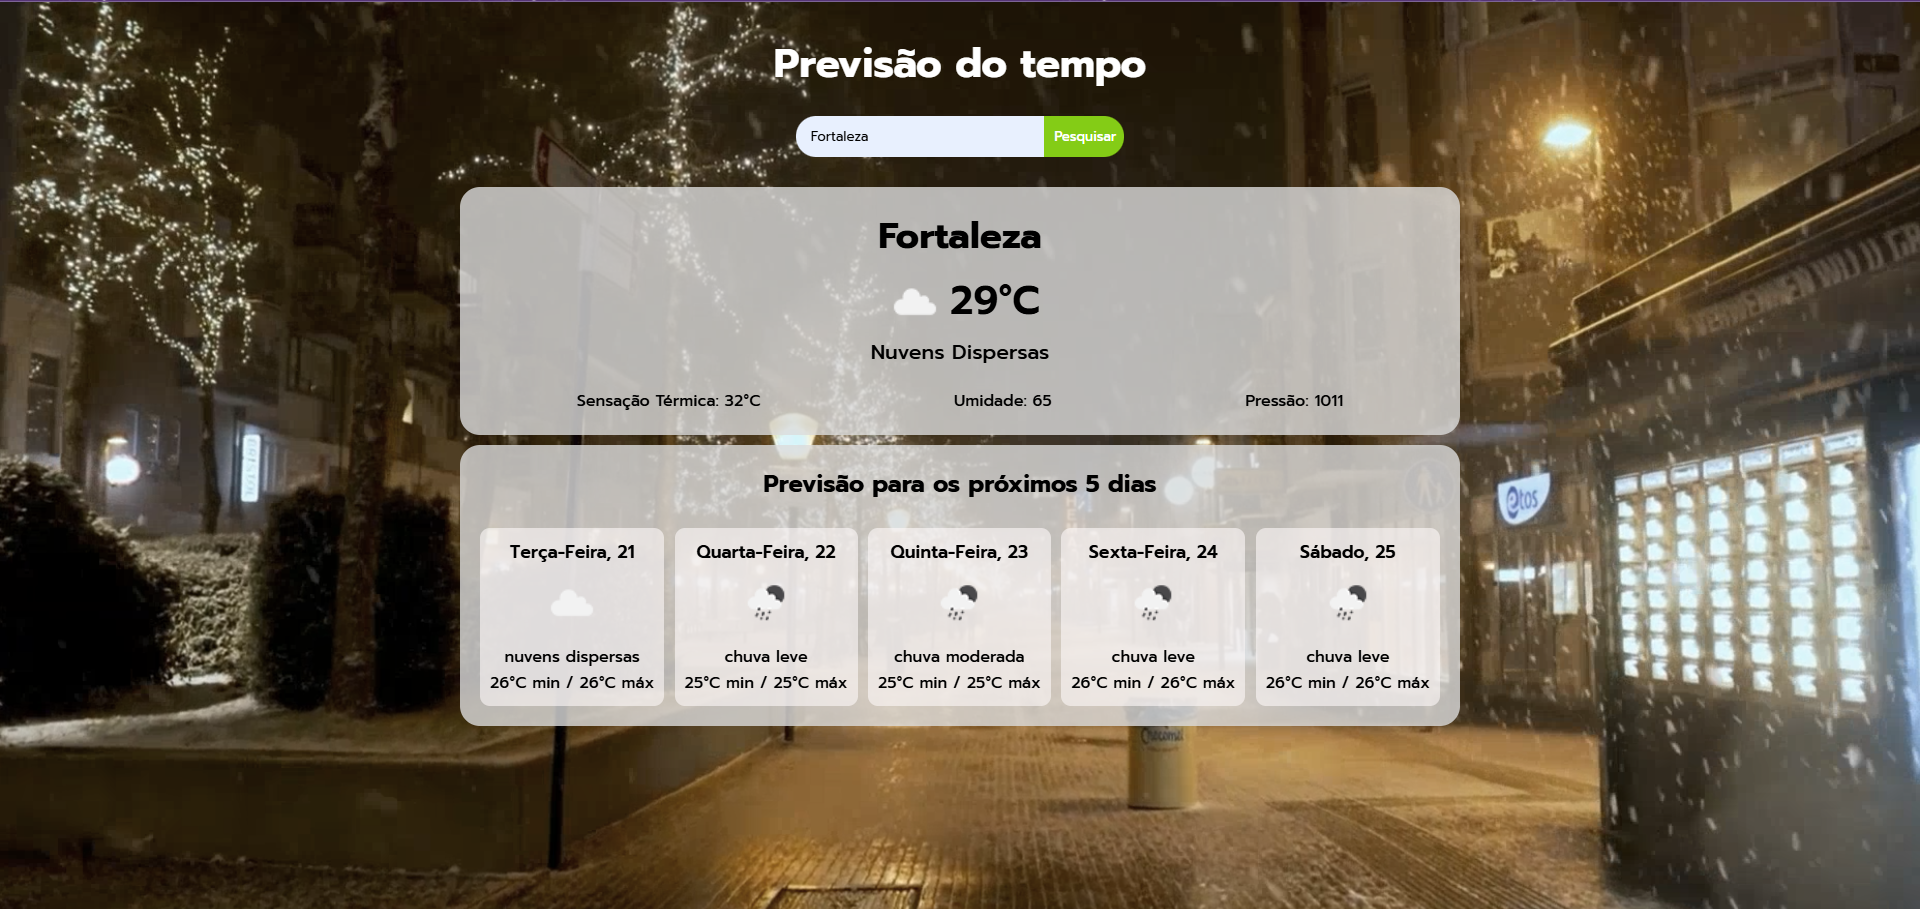 Previsão do tempo
Fortaleza
Pesquisar
Fortaleza
29°C
Nuvens Dispersas
Sensação Térmica: 32°C
Umidade: 65
Pressão: 1011
Previsão para os próximos 5 dias
Terça-Feira, 21
nuvens dispersas
26°C min / 26°C máx
Quarta-Feira, 22
chuva leve
25°C min / 25°C máx
Quinta-Feira, 23
chuva moderada
25°C min / 25°C máx
Sexta-Feira, 24
chuva leve
26°C min / 26°C máx
Sábado, 25
chuva leve
26°C min / 26°C máx
etos
Chocomel